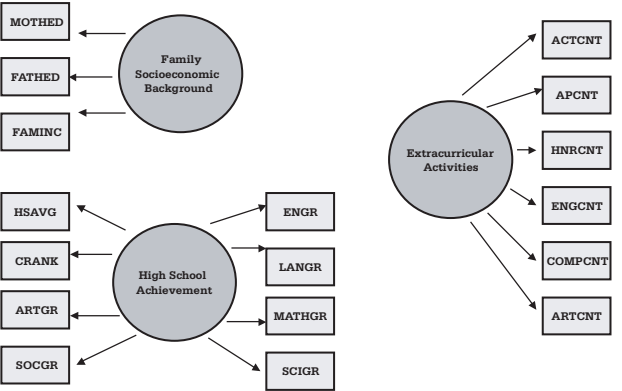 MOTHED
FATHED
FAMINC
Family
Socioeconomic
Background
HSAVG
CRANK
ARTGR
SOCGR
High School
Achievement
ENGR
LANGR
MATHGR
SCIGR
Extracurricular
Activities
ACTCNT
APCNT
HNRCNT
ENGCNT
COMPCNT
ARTCNT